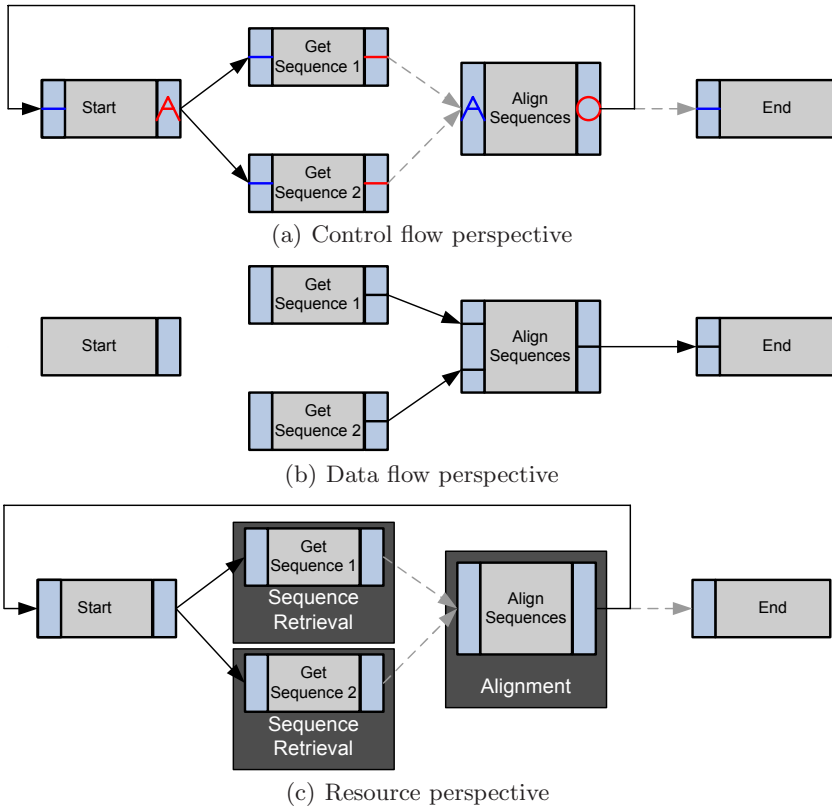 Get
Sequence 1
Start
A
A
Align
Sequences
End
Get
Sequence 2
(a) Control flow perspective
Get
Sequence 1
Start
Align
Sequences
End
Get
Sequence 2
(b) Data flow perspective
Get
Sequence 1
Sequence
Retrieval
Start
Align
Sequences
End
Alignment
Get
Sequence 2
Sequence
Retrieval
(c) Resource perspective